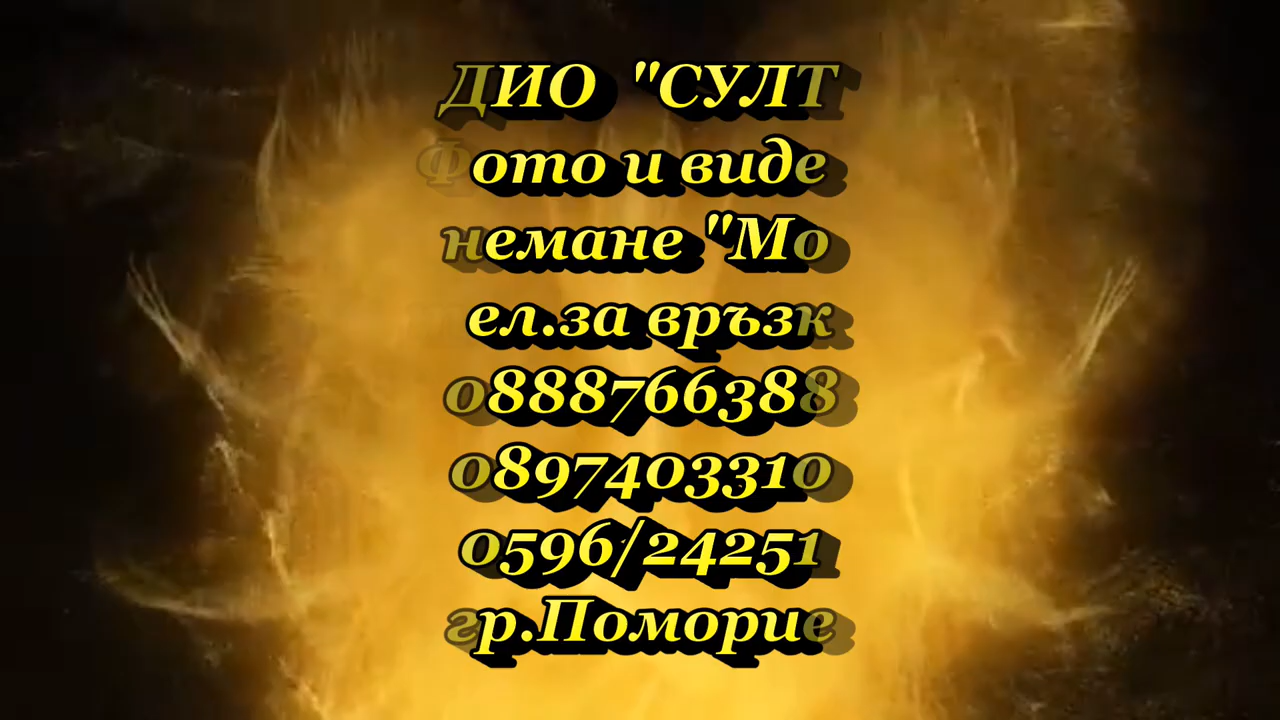 ДИО "СУЛТ
Фото и виде
немане "Мо
ел.за връзк
0888766388
0897403310
0596/24251
гр.Поморие